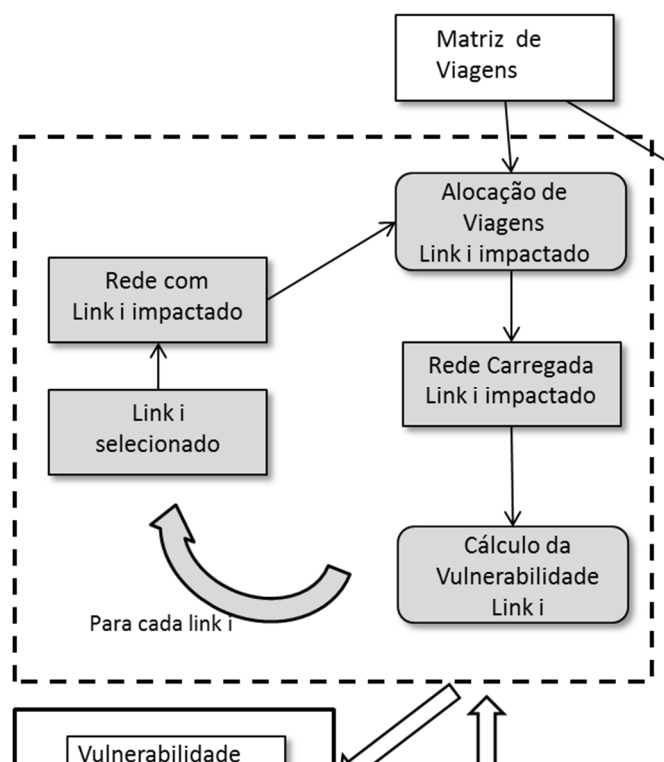 Matriz de
Viagens
Alocação de
Viagens
Link i impactado
Rede com
Link i impactado
Rede Carregada
Link i impactado
Link i
selecionado
Cálculo da
Vulnerabilidade
Link i
Para cada link i
Vulnerabilidade